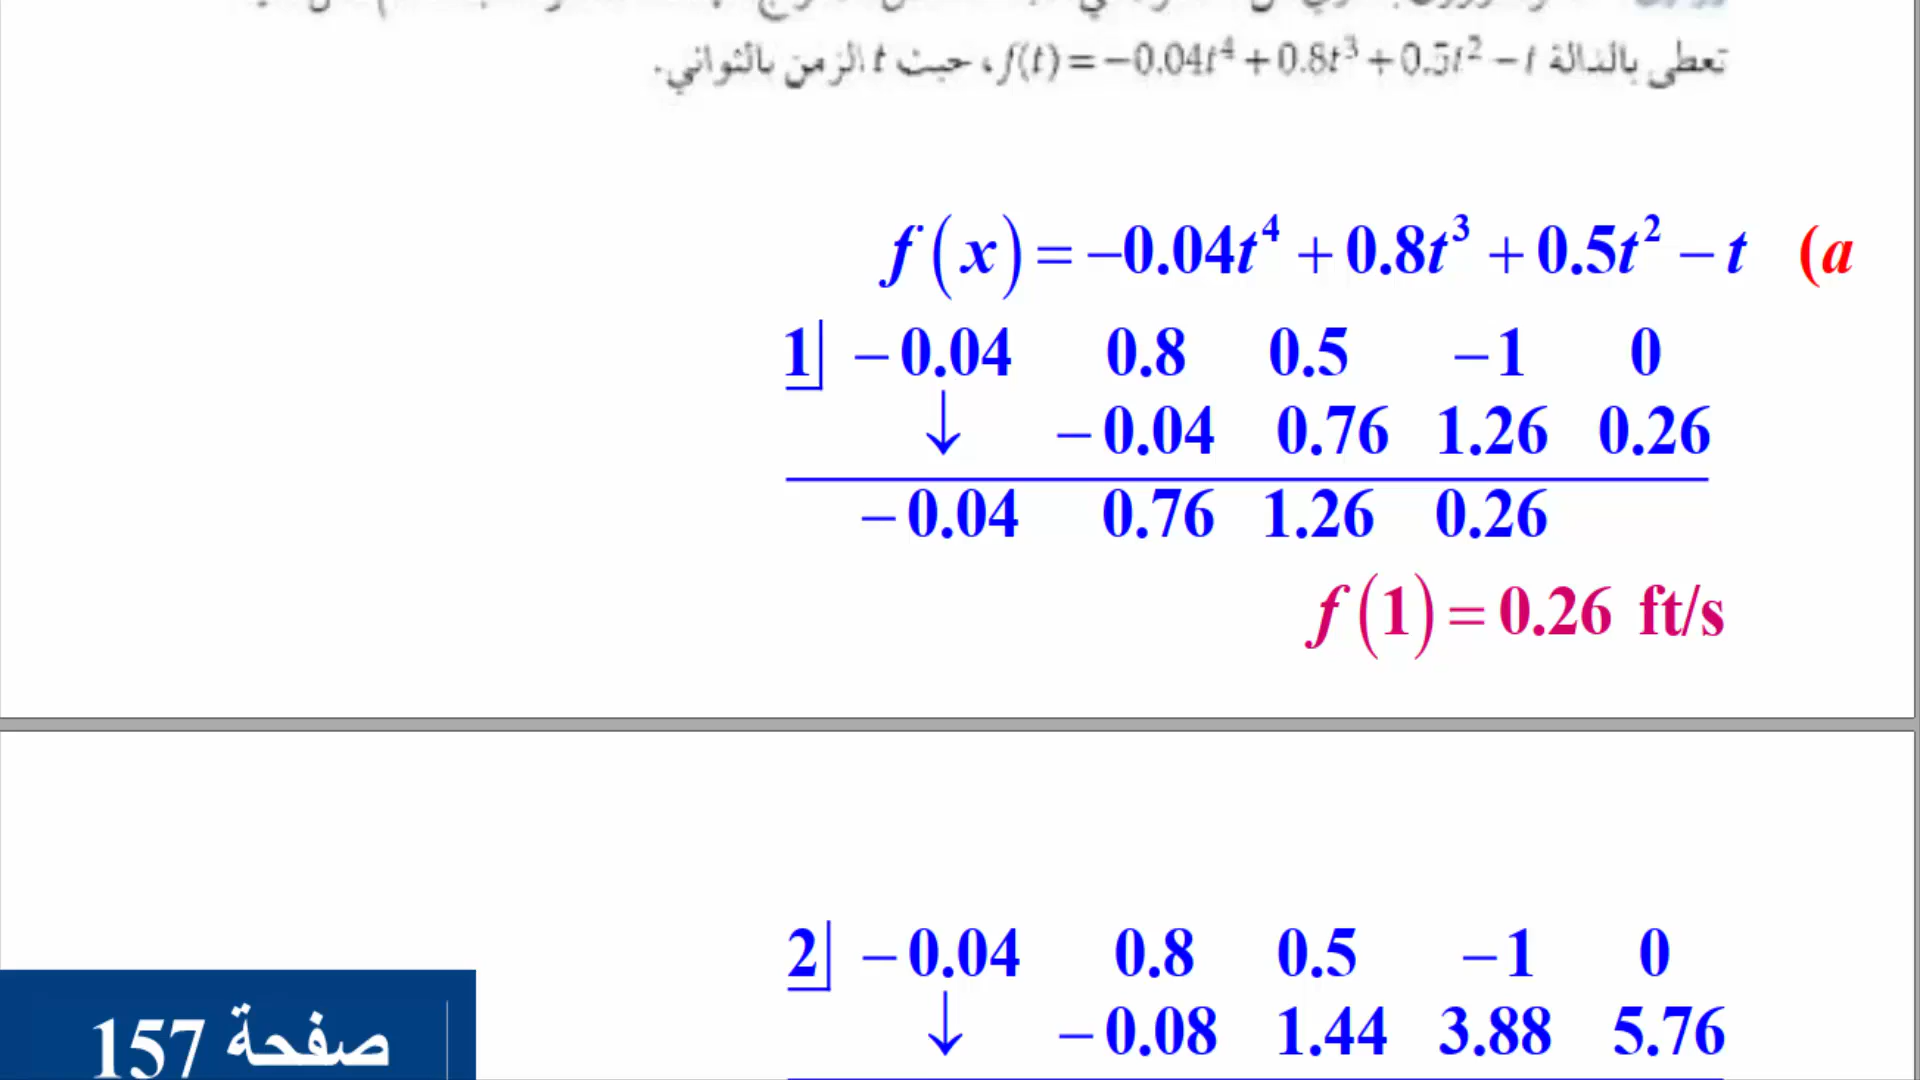 تعطى بالدالة f(t) = −0.04t⁴ + 0.8t³ + 0.5t² − t ، حيث t الزمن بالثواني.
f(x) = −0.04t⁴ + 0.8t³ + 0.5t² − t (a
1| −0.04 0.8 0.5 −1 0
↓ −0.04 0.76 1.26 0.26
−0.04 0.76 1.26 0.26
f(1) = 0.26 ft/s
2| −0.04 0.8 0.5 −1 0
↓ −0.08 1.44 3.88 5.76
صفحة 157